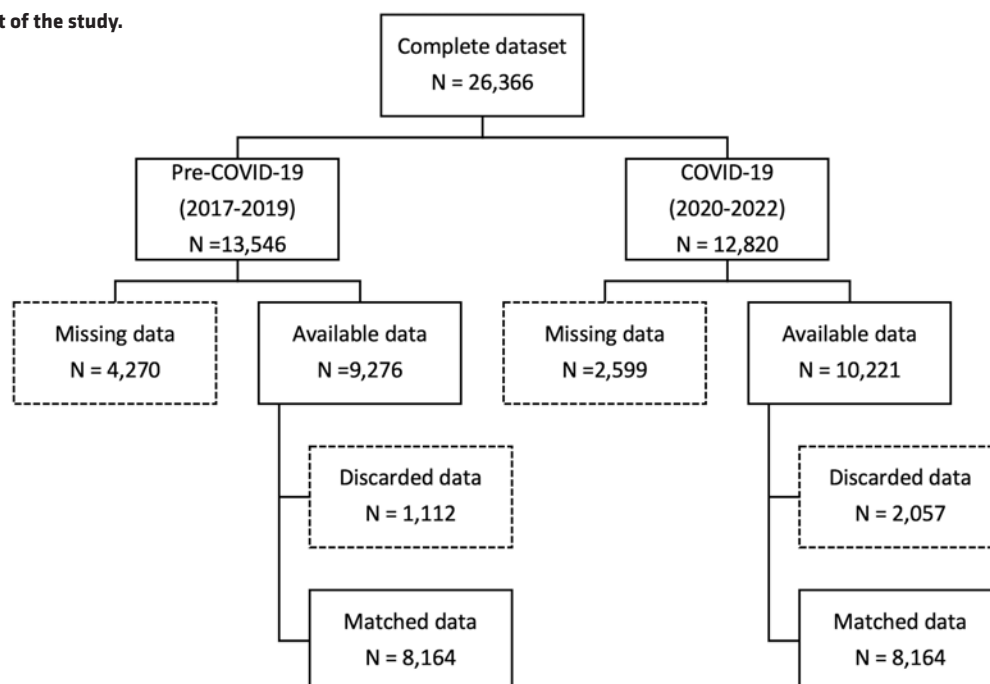 t of the study.
Complete dataset
N = 26,366
Pre-COVID-19
(2017-2019)
N =13,546
COVID-19
(2020-2022)
N = 12,820
Missing data
N = 4,270
Available data
N =9,276
Missing data
N =2,599
Available data
N = 10,221
Discarded data
N = 1,112
Discarded data
N = 2,057
Matched data
N = 8,164
Matched data
N = 8,164